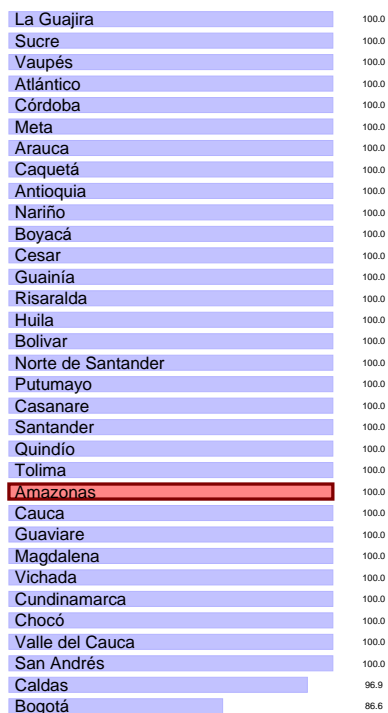 La Guajira 100.0
Sucre 100.0
Vaupés 100.0
Atlántico 100.0
Córdoba 100.0
Meta 100.0
Arauca 100.0
Caquetá 100.0
Antioquia 100.0
Nariño 100.0
Boyacá 100.0
Cesar 100.0
Guainía 100.0
Risaralda 100.0
Huila 100.0
Bolivar 100.0
Norte de Santander 100.0
Putumayo 100.0
Casanare 100.0
Santander 100.0
Quindío 100.0
Tolima 100.0
Amazonas 100.0
Cauca 100.0
Guaviare 100.0
Magdalena 100.0
Vichada 100.0
Cundinamarca 100.0
Chocó 100.0
Valle del Cauca 100.0
San Andrés 100.0
Caldas 96.9
Bogotá 86.6